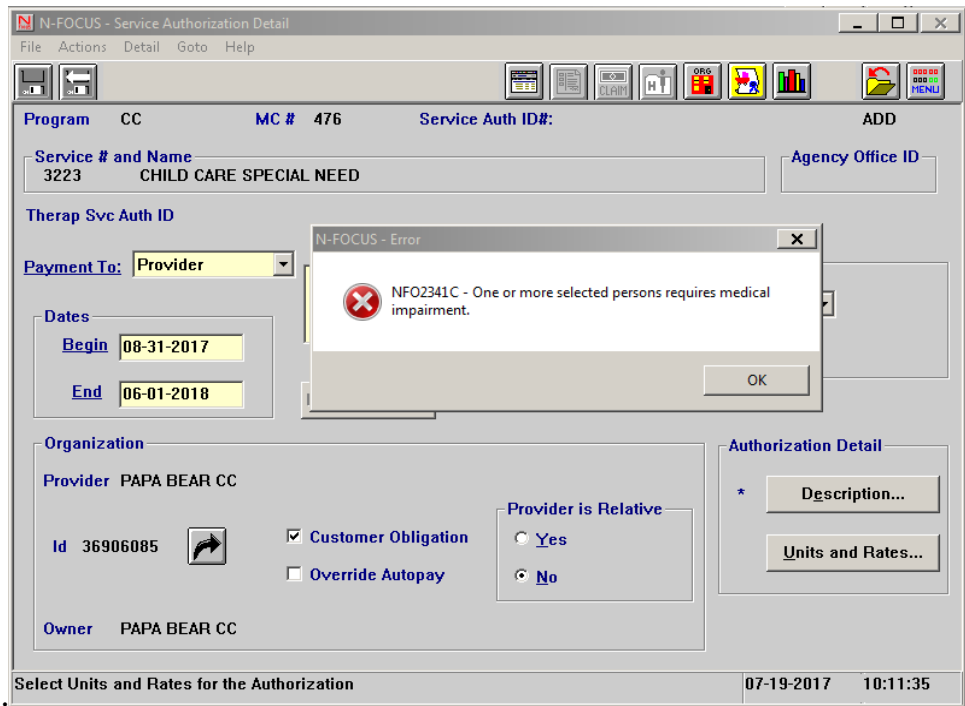 N-FOCUS - Service Authorization Detail
File Actions Detail Goto Help
CLAIM H ORG MENU
Program CC MC # 476 Service Auth ID#: ADD
Service # and Name
3223 CHILD CARE SPECIAL NEED
Agency Office ID
Therap Svc Auth ID
Payment To: Provider
N-FOCUS - Error
NFO2341C - One or more selected persons requires medical
impairment.
OK
Dates
Begin 08-31-2017
End 06-01-2018
Organization
Provider PAPA BEAR CC
Id 36906085
Customer Obligation
Override Autopay
Provider is Relative
Yes
No
Owner PAPA BEAR CC
Authorization Detail
* Description...
Units and Rates...
Select Units and Rates for the Authorization 07-19-2017 10:11:35
.